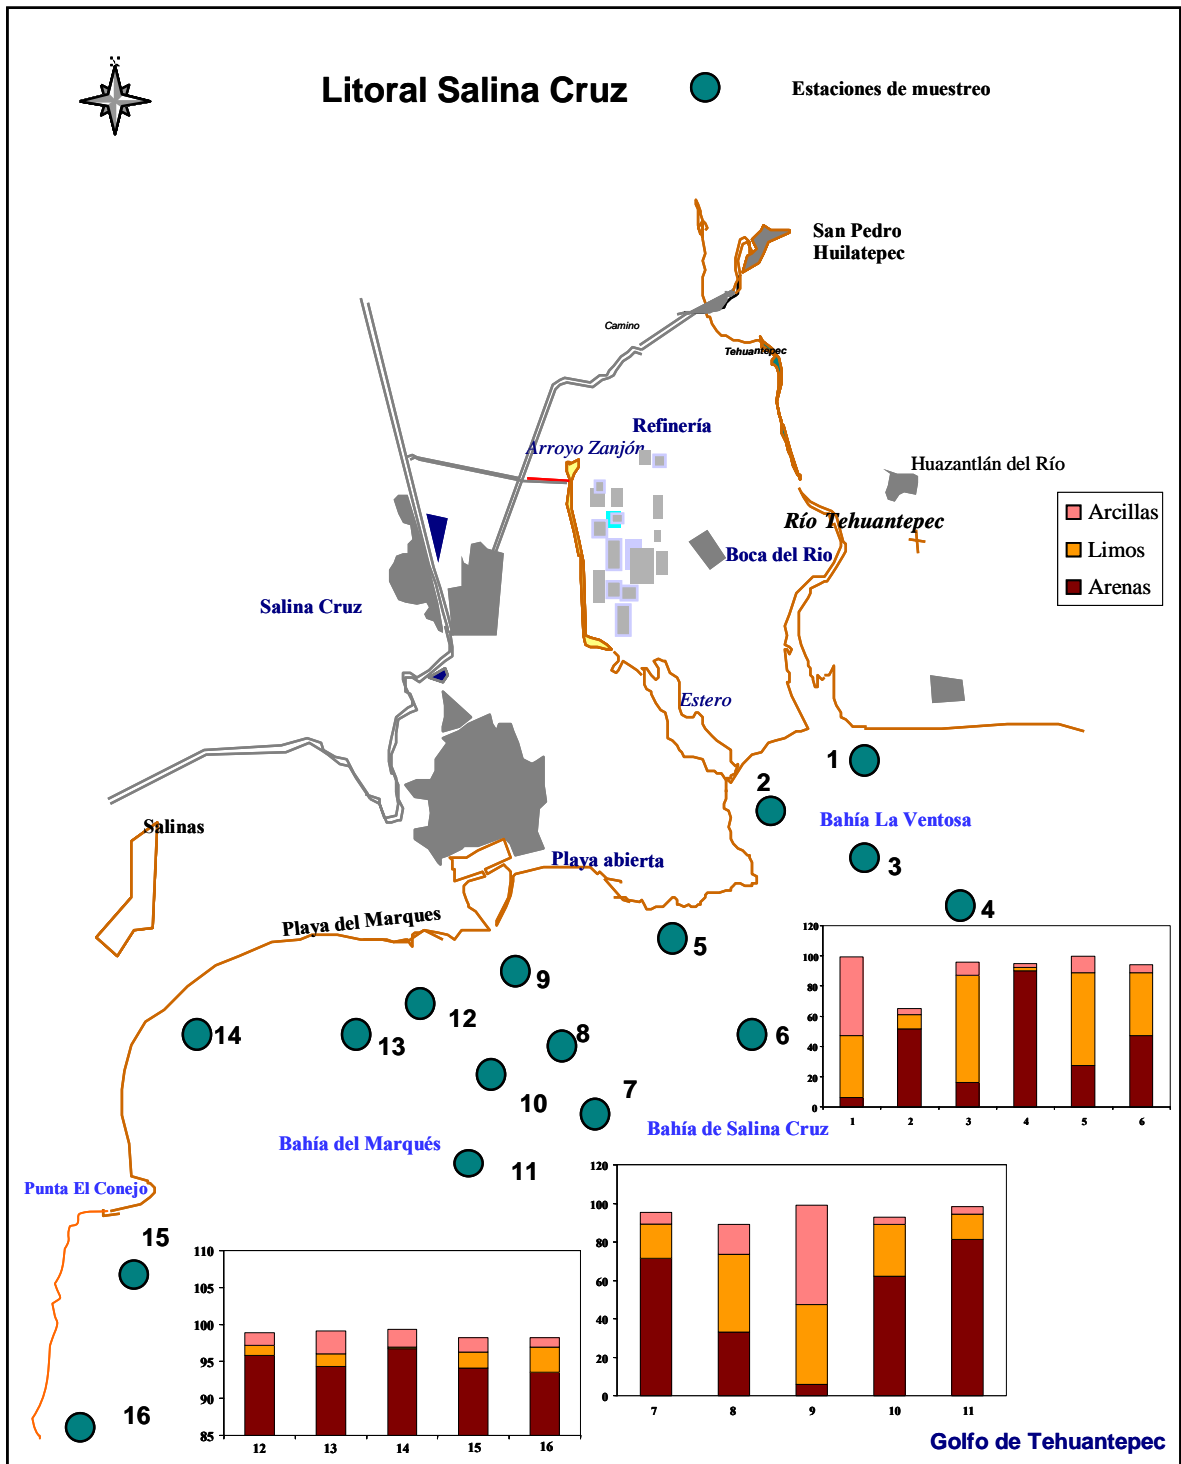 N
Litoral Salina Cruz
Estaciones de muestreo
San Pedro
Huilatepec
Camino
Tehuantepec
Refinería
Arroyo Zanjón
Huazantlán del Río
Río Tehuantepec
Arcillas
Limos
Arenas
Boca del Rio
Salina Cruz
Estero
1
2
Bahía La Ventosa
3
Salinas
Playa abierta
4
Playa del Marques
5
9
12
8
6
14
13
10
7
Bahía del Marqués
Bahía de Salina Cruz
11
Punta El Conejo
15
16
120
100
80
60
40
20
0
1 2 3 4 5 6
120
100
80
60
40
20
0
7 8 9 10 11
110
105
100
95
90
85
12 13 14 15 16
Golfo de Tehuantepec